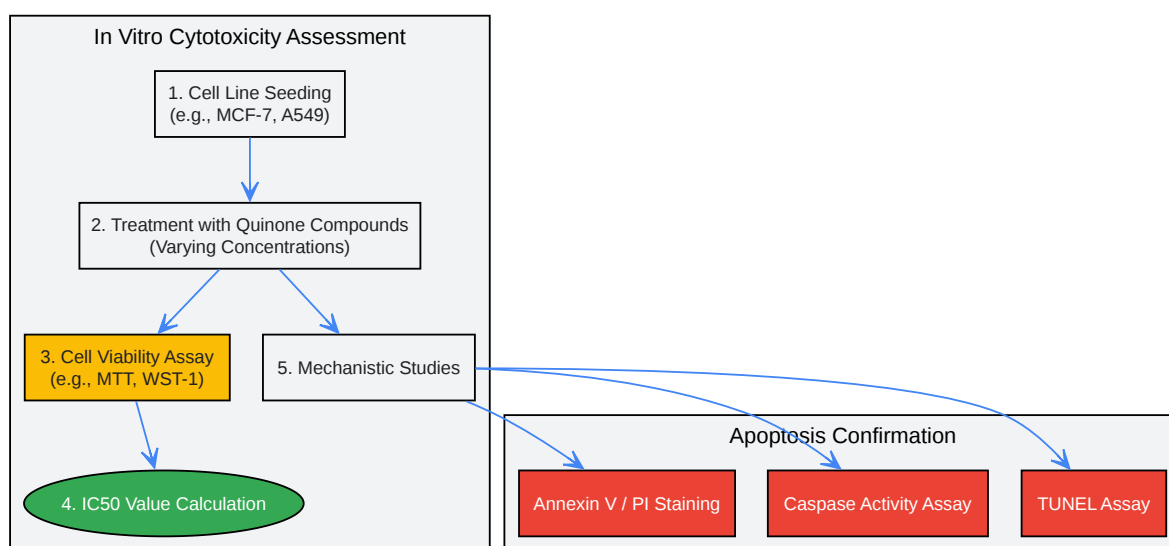 In Vitro Cytotoxicity Assessment
1. Cell Line Seeding
(e.g., MCF-7, A549)
2. Treatment with Quinone Compounds
(Varying Concentrations)
3. Cell Viability Assay
(e.g., MTT, WST-1)
5. Mechanistic Studies
4. IC50 Value Calculation
Apoptosis Confirmation
Annexin V / PI Staining
Caspase Activity Assay
TUNEL Assay